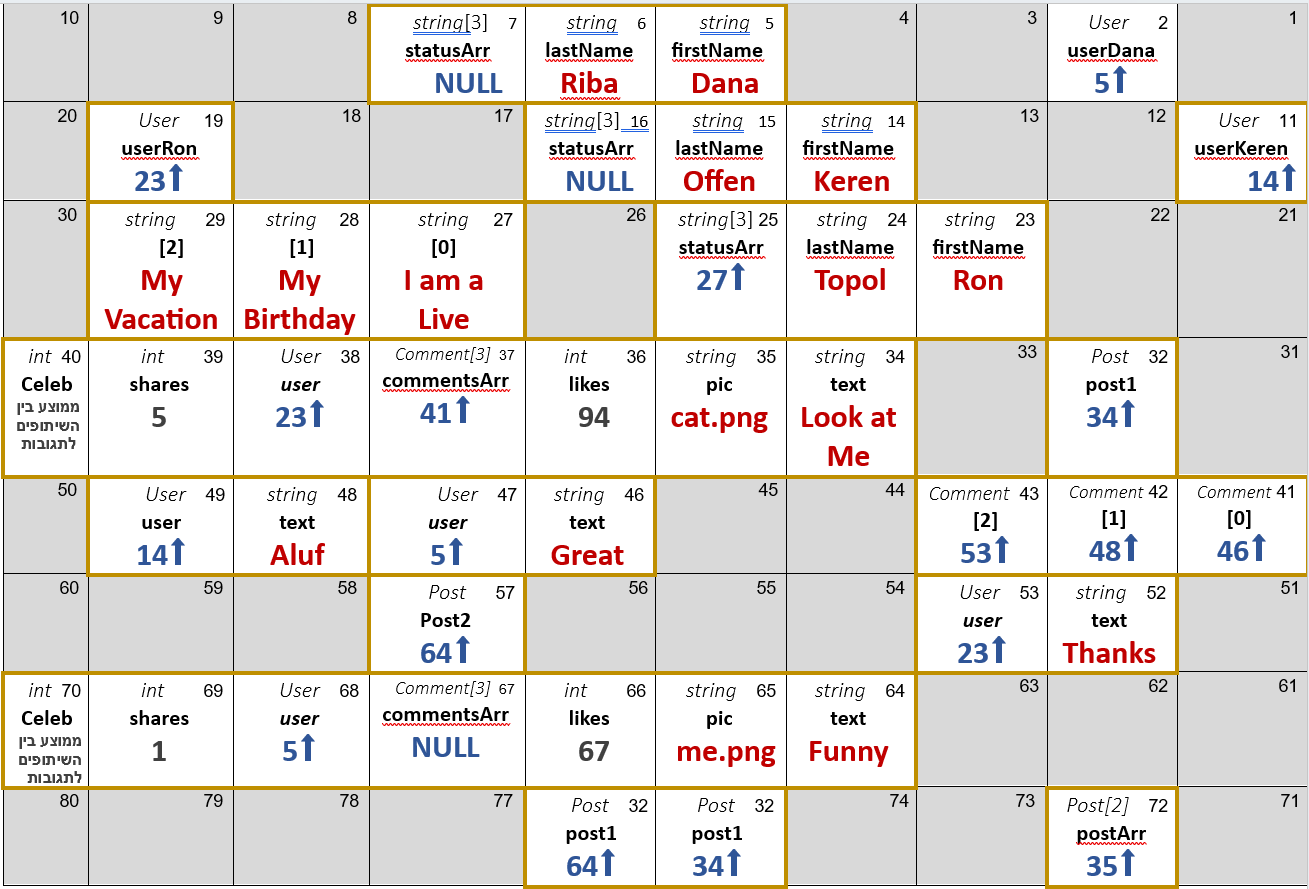 10 9 8 string[3] 7 string 6 string 5 4 3 User 2 1
statusArr lastName firstName userDana
NULL Riba Dana 5⬆
20 User 19 18 17 string[3] 16 string 15 string 14 13 12 User 11
userRon statusArr lastName firstName userKeren
23⬆ NULL Offen Keren 14⬆
30 string 29 string 28 string 27 26 string[3] 25 string 24 string 23 22 21
[2] [1] [0] statusArr lastName firstName
My My I am a 27⬆ Topol Ron
Vacation Birthday Live
int 40 int 39 User 38 Comment[3] 37 int 36 string 35 string 34 33 Post 32 31
Celeb shares user commentsArr likes pic text post1
ממוצע בין 5 23⬆ 41⬆ 94 cat.png Look at 34⬆
השיתופים Me
לתגובות
50 User 49 string 48 User 47 string 46 45 44 Comment 43 Comment 42 Comment 41
user text user text [2] [1] [0]
14⬆ Aluf 5⬆ Great 53⬆ 48⬆ 46⬆
60 59 58 Post 57 56 55 54 User 53 string 52 51
Post2 user text
64⬆ 23⬆ Thanks
int 70 int 69 User 68 Comment[3] 67 int 66 string 65 string 64 63 62 61
Celeb shares user commentsArr likes pic text
ממוצע בין 1 5⬆ NULL 67 me.png Funny
השיתופים
לתגובות
80 79 78 77 Post 32 Post 32 74 73 Post[2] 72 71
post1 post1 postArr
64⬆ 34⬆ 35⬆